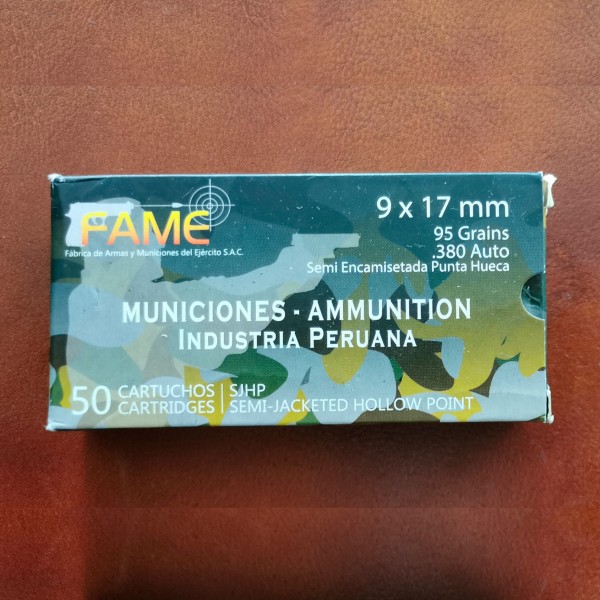 FAME
Fábrica de Armas y Municiones del Ejército S.A.C.
9 x 17 mm
95 Grains
.380 Auto
Semi Encamisetada Punta Hueca
MUNICIONES - AMMUNITION
INDUSTRIA PERUANA
50 CARTUCHOS | SJHP
CARTRIDGES | SEMI-JACKETED HOLLOW POINT